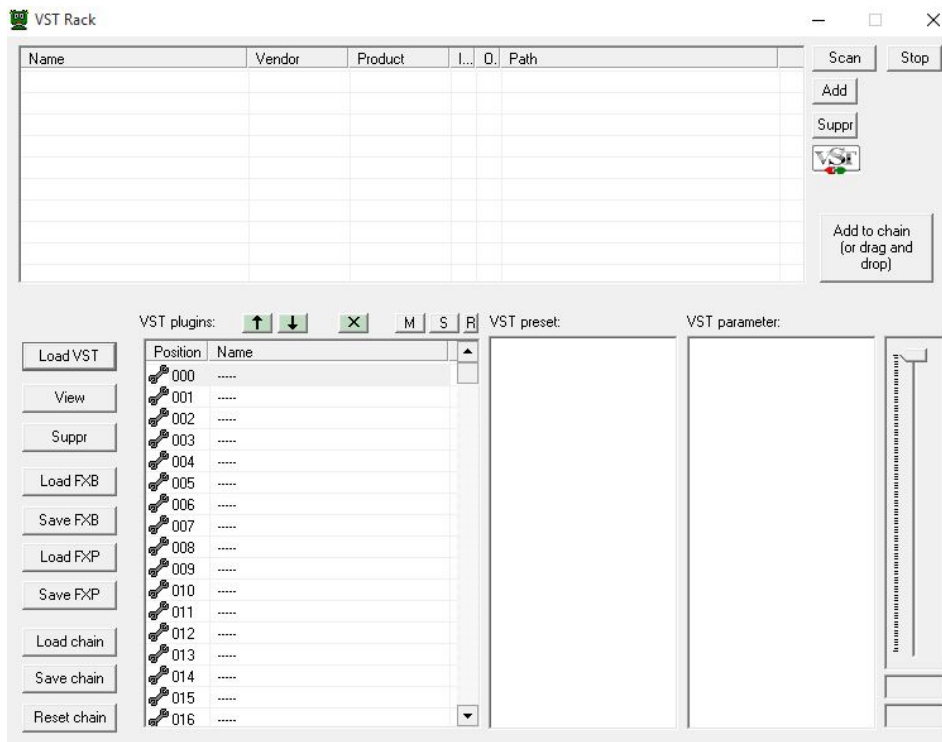 VST Rack
Name Vendor Product I... O. Path
Scan Stop
Add
Suppr
VST
Add to chain
(or drag and
drop)
VST plugins: M S R VST preset: VST parameter:
Load VST
View
Suppr
Load FXB
Save FXB
Load FXP
Save FXP
Load chain
Save chain
Reset chain
Position Name
000 -----
001 -----
002 -----
003 -----
004 -----
005 -----
006 -----
007 -----
008 -----
009 -----
010 -----
011 -----
012 -----
013 -----
014 -----
015 -----
016 -----